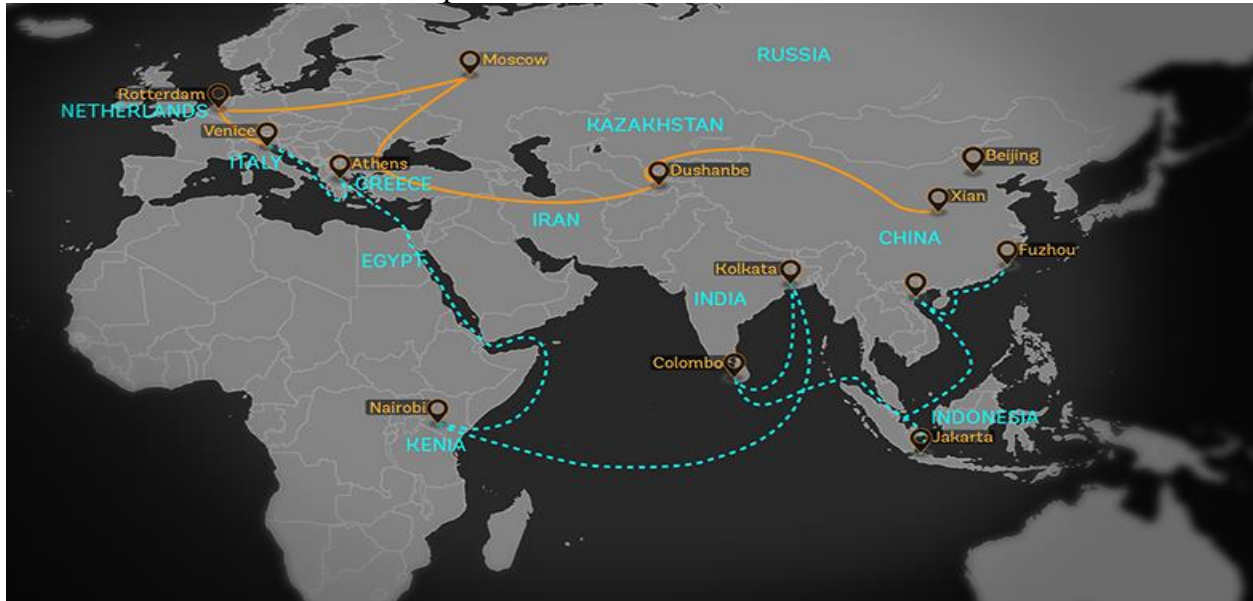 RUSSIA
Moscow
Rotterdam
NETHERLANDS
KAZAKHSTAN
Venice
ITALY
Athens
GREECE
Beijing
Dushanbe
Xian
IRAN
CHINA
EGYPT
Fuzhou
Kolkata
INDIA
Colombo
Nairobi
KENIA
INDONESIA
Jakarta